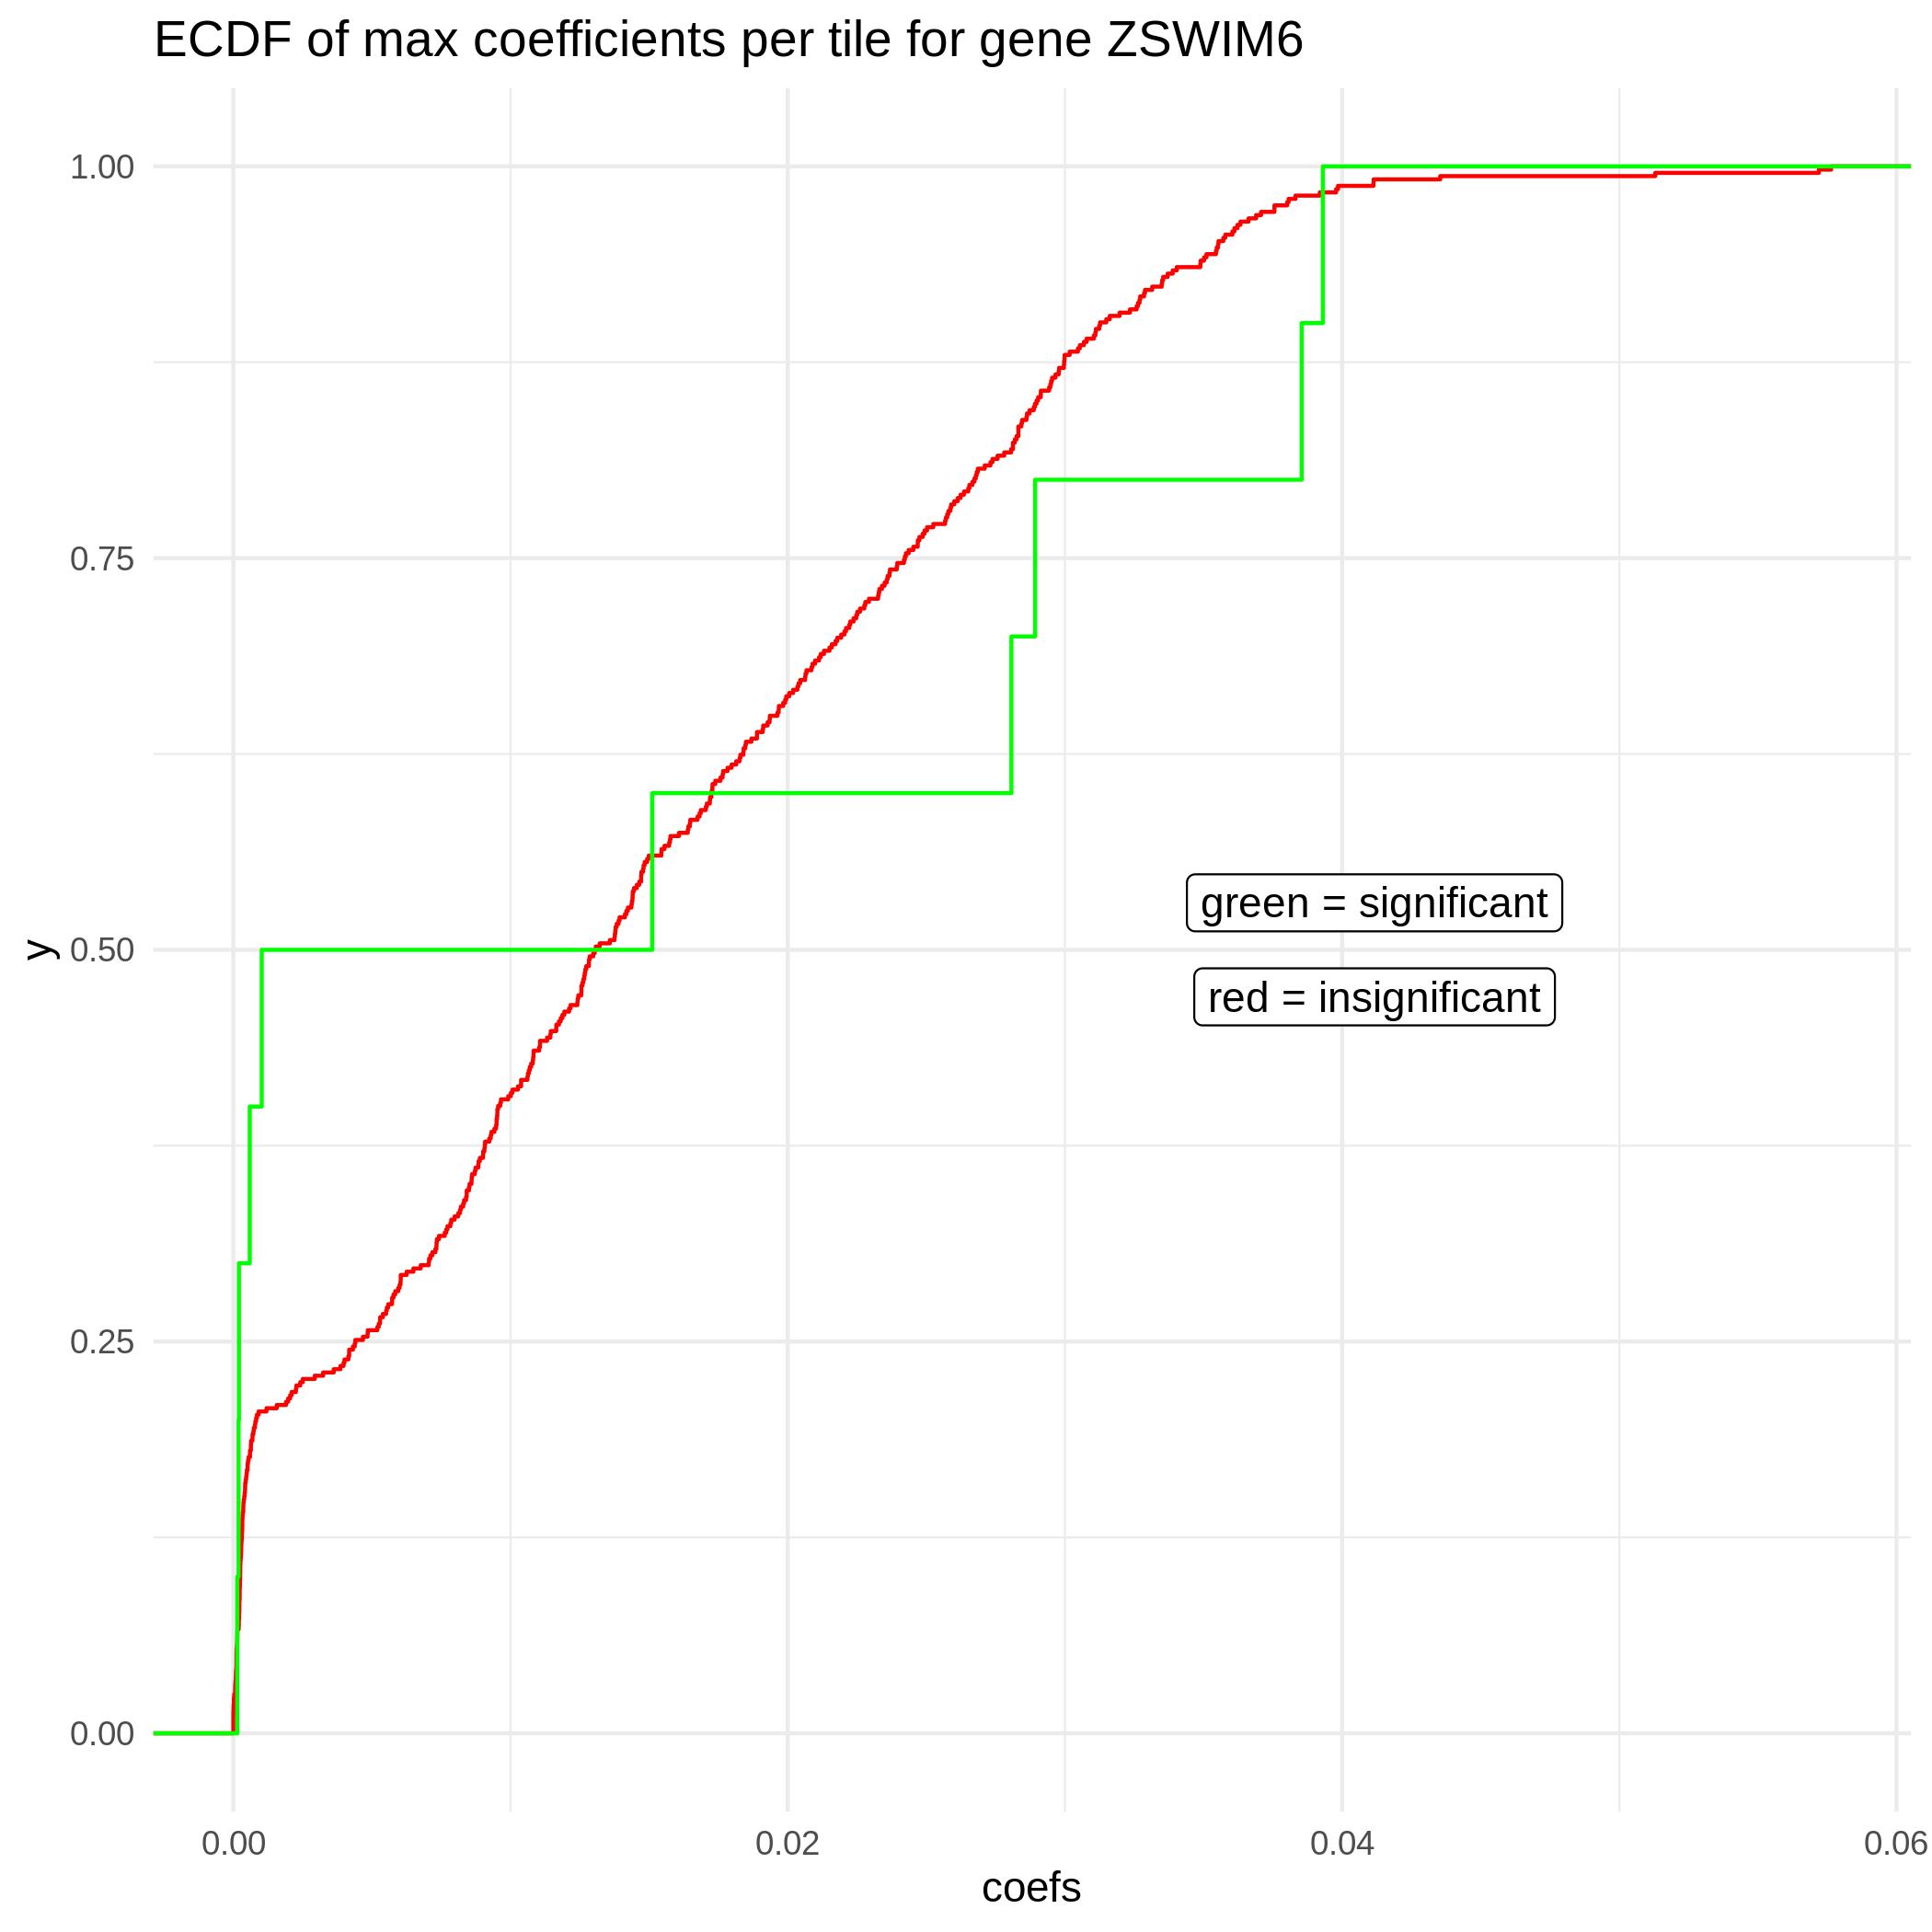 ECDF of max coefficients per tile for gene ZSWIM6
1.00
0.75
0.50
0.25
0.00
y
green = significant
red = insignificant
0.00 0.02 0.04 0.06
coefs